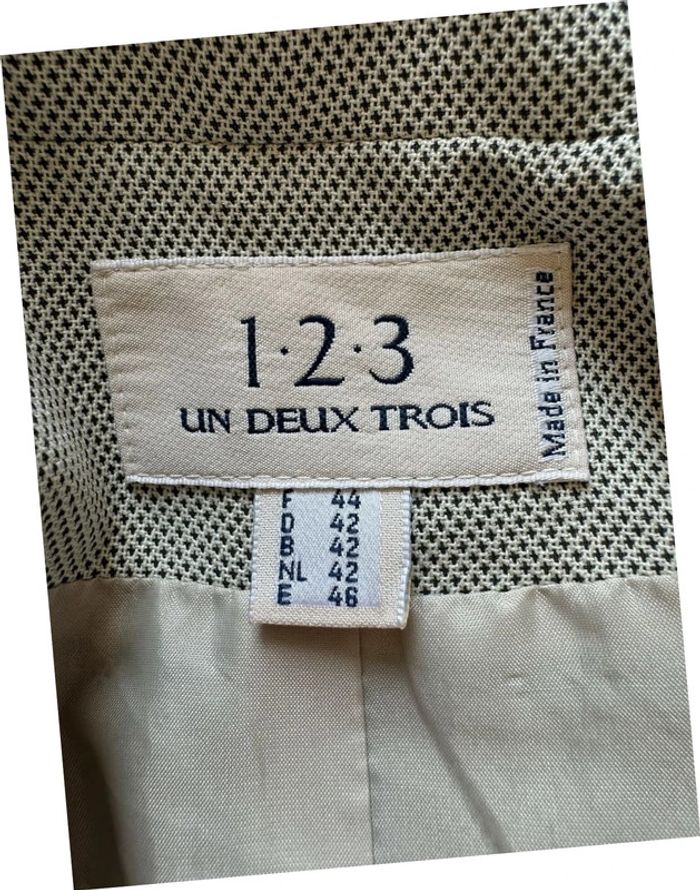 1·2·3
UN DEUX TROIS
Made in France
F 44
D 42
B 42
NL 42
E 46